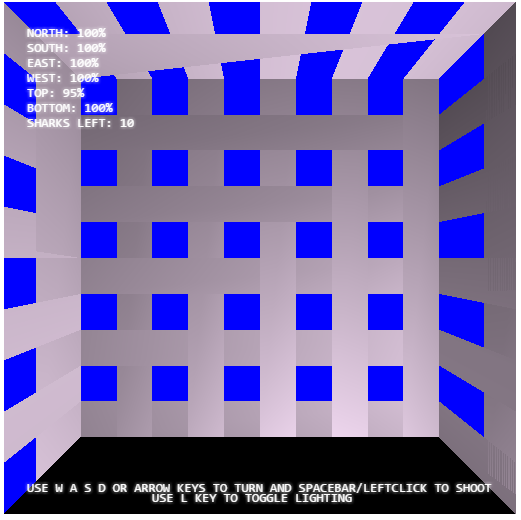 NORTH: 100%
SOUTH: 100%
EAST: 100%
WEST: 100%
TOP: 95%
BOTTOM: 100%
SHARKS LEFT: 10
USE W A S D OR ARROW KEYS TO TURN AND SPACEBAR/LEFTCLICK TO SHOOT
USE L KEY TO TOGGLE LIGHTING